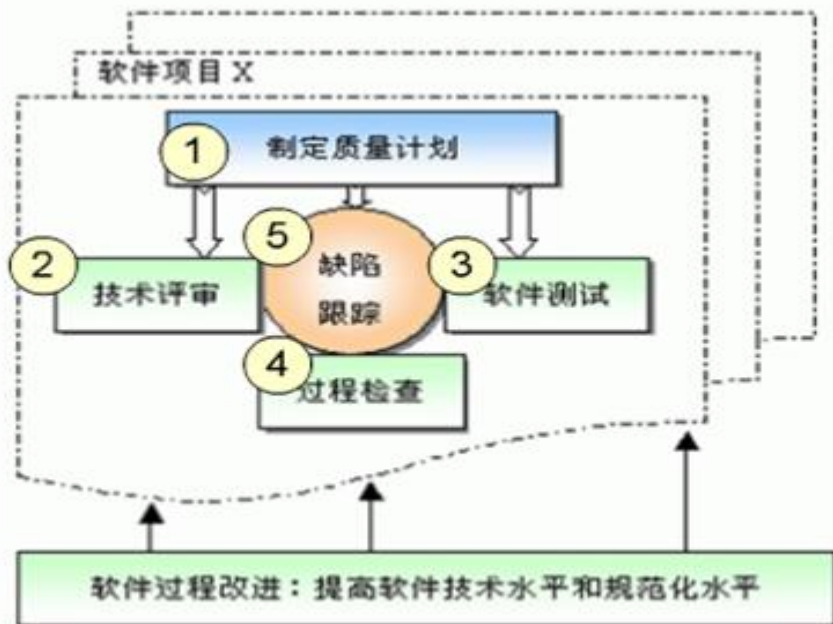 软件项目 X
1
制定质量计划
5
缺陷
跟踪
2
技术评审
3
软件测试
4
过程检查
软件过程改进：提高软件技术水平和规范化水平